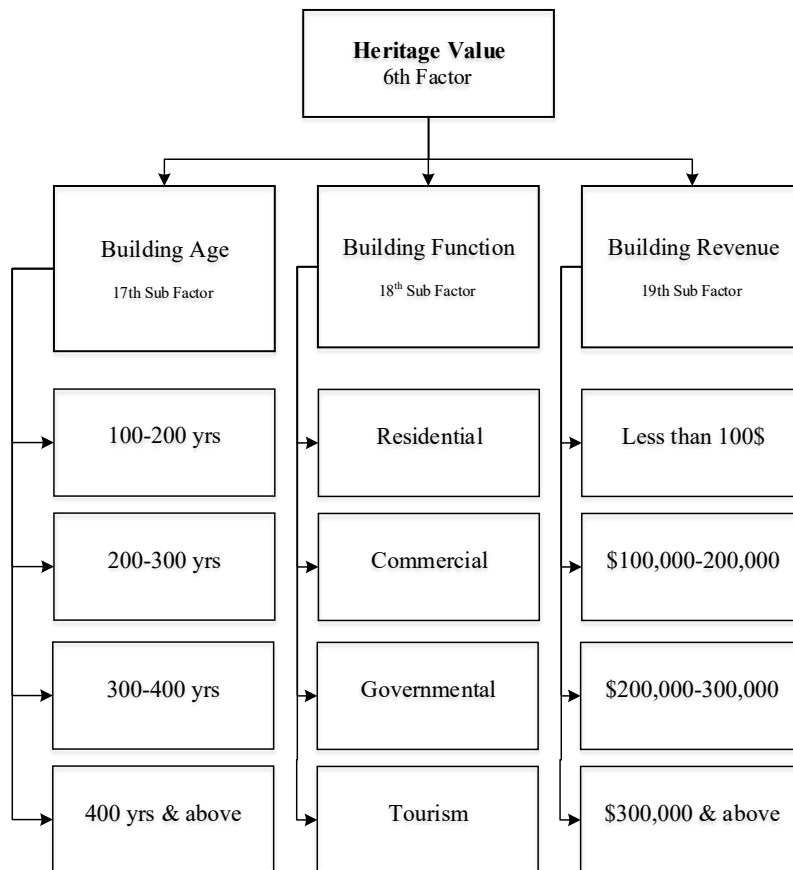 Heritage Value
6th Factor
Building Age
17th Sub Factor
Building Function
18th Sub Factor
Building Revenue
19th Sub Factor
100-200 yrs
Residential
Less than 100$
200-300 yrs
Commercial
$100,000-200,000
300-400 yrs
Governmental
$200,000-300,000
400 yrs & above
Tourism
$300,000 & above